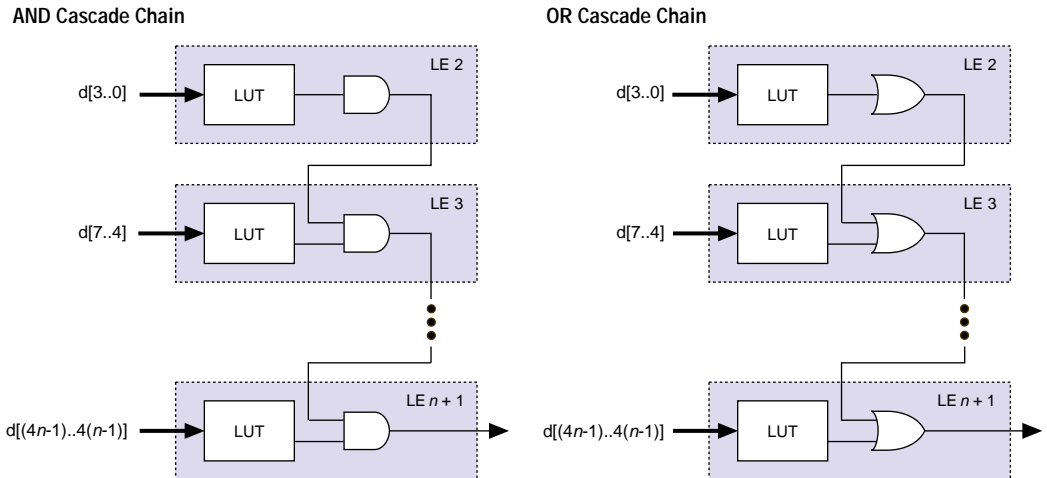 AND Cascade Chain
LE 2
d[3..0]
LUT
LE 3
d[7..4]
LUT
LE n + 1
d[(4n-1)..4(n-1)]
LUT
OR Cascade Chain
LE 2
d[3..0]
LUT
LE 3
d[7..4]
LUT
LE n + 1
d[(4n-1)..4(n-1)]
LUT